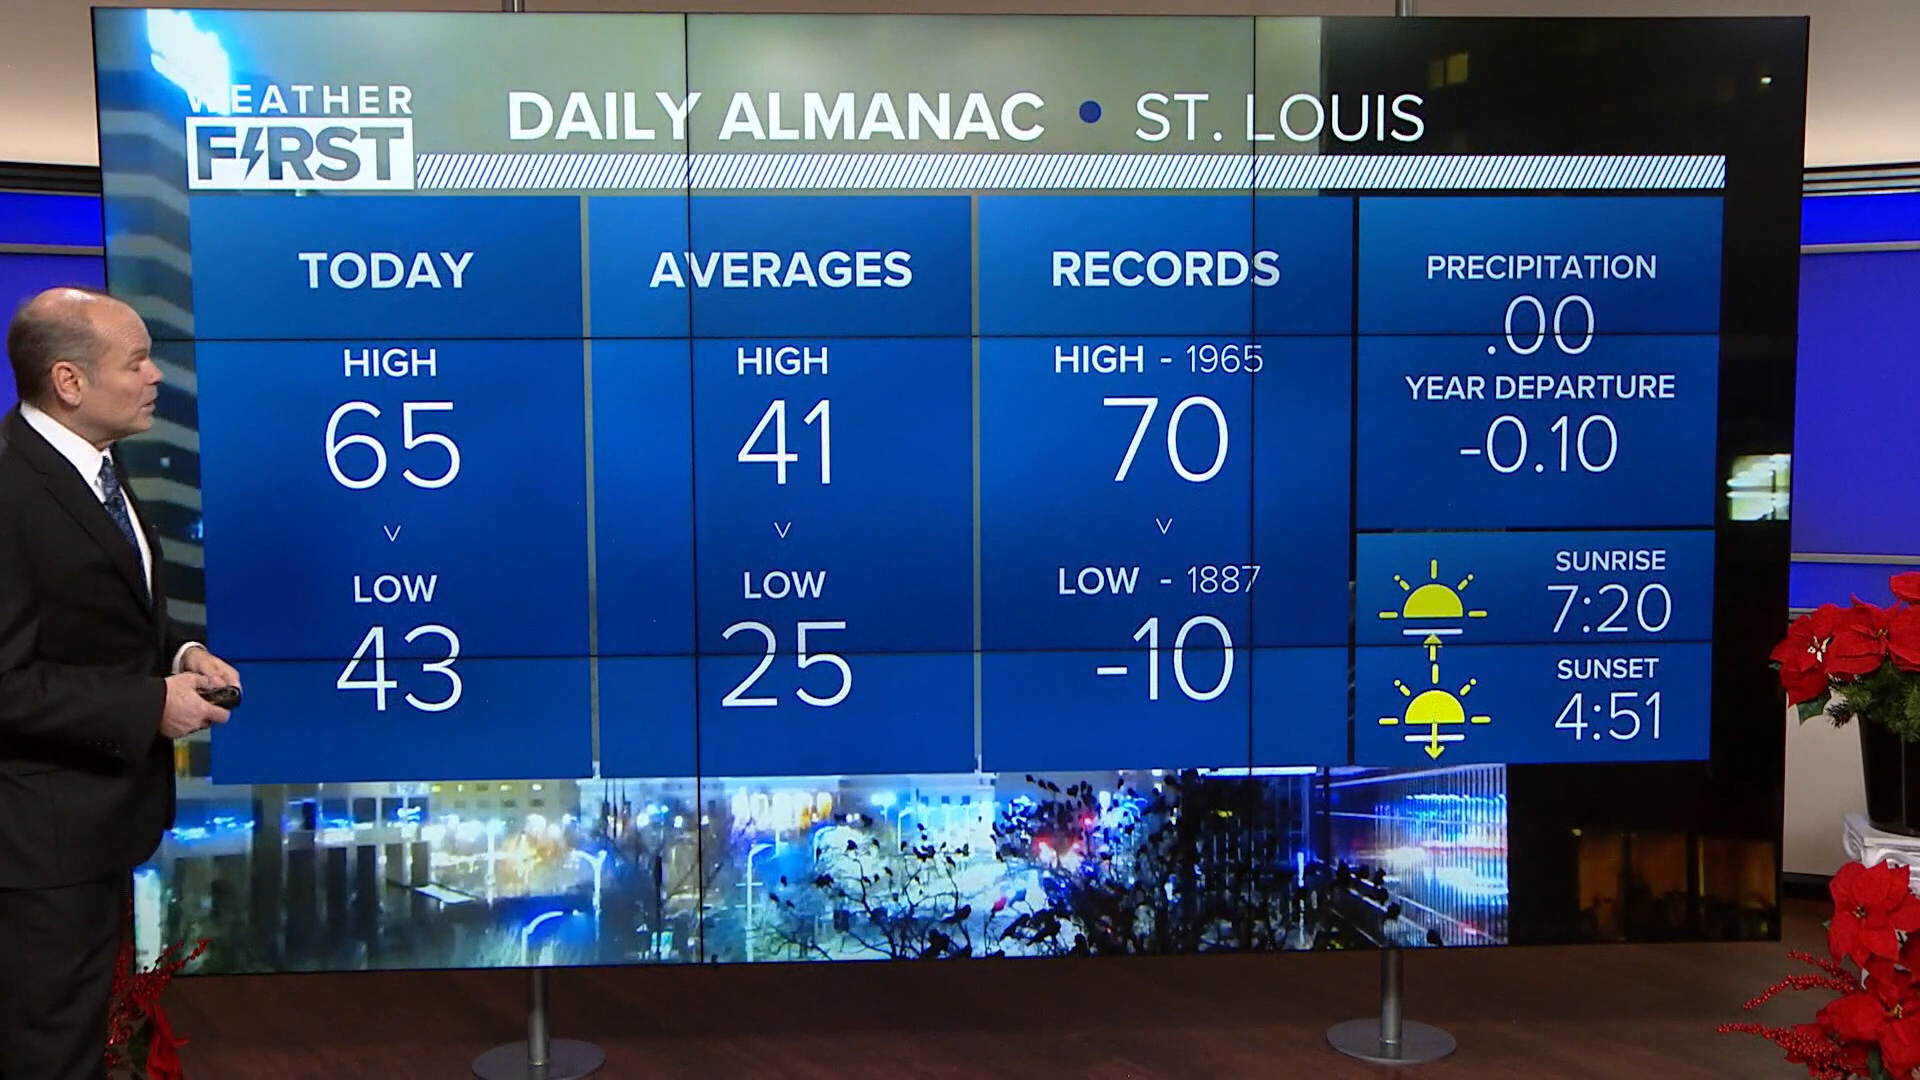 WEATHER
FIRST
DAILY ALMANAC • ST. LOUIS
TODAY
HIGH
65
LOW
43
AVERAGES
HIGH
41
LOW
25
RECORDS
HIGH - 1965
70
LOW - 1887
-10
PRECIPITATION
.00
YEAR DEPARTURE
-0.10
SUNRISE
7:20
SUNSET
4:51